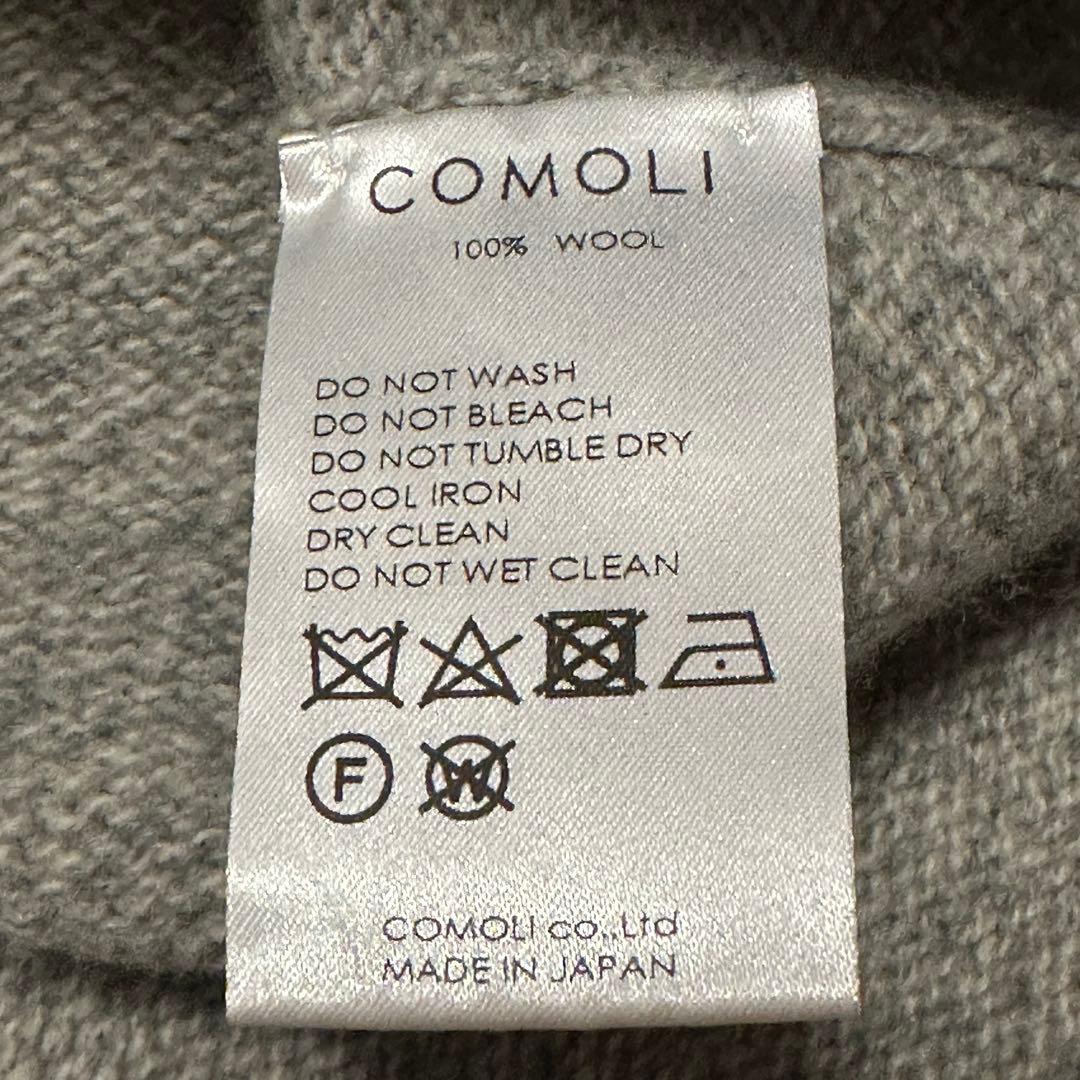 COMOLI
100% WOOL
DO NOT WASH
DO NOT BLEACH
DO NOT TUMBLE DRY
COOL IRON
DRY CLEAN
DO NOT WET CLEAN
F W
COMOLI co.,Ltd
MADE IN JAPAN